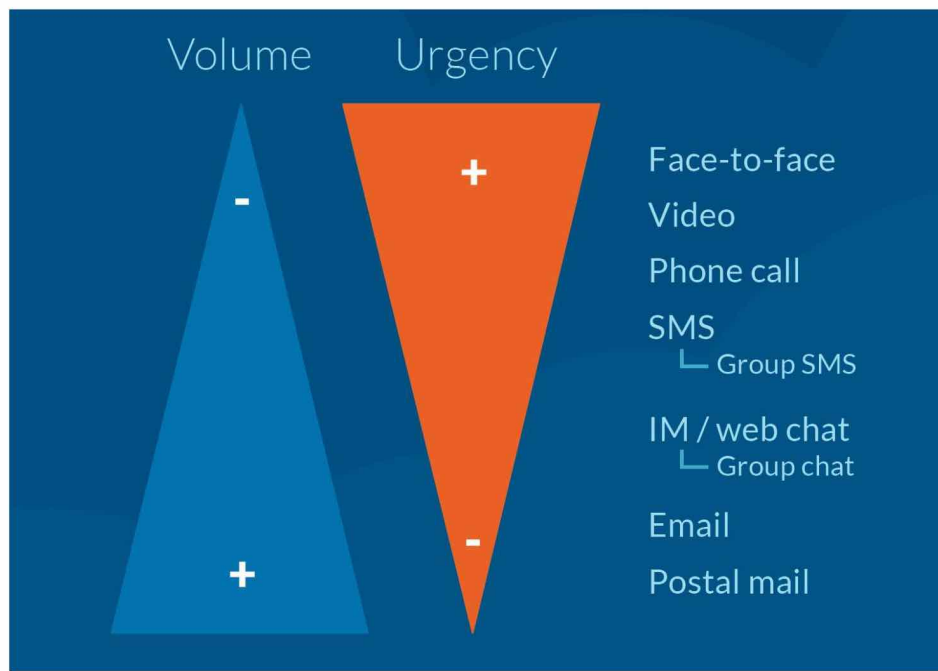 Volume
Urgency
-
+
+
-
Face-to-face
Video
Phone call
SMS
Group SMS
IM / web chat
Group chat
Email
Postal mail